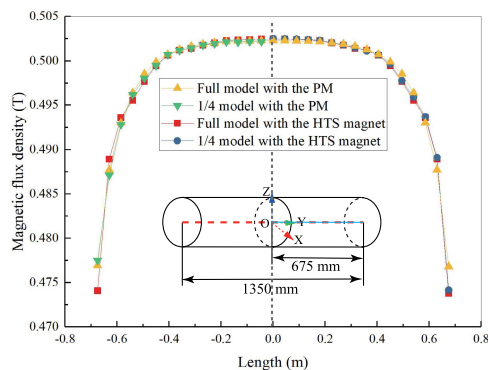 0.505
0.500
0.495
0.490
0.485
0.480
0.475
0.470
Magnetic flux density (T)
Full model with the PM
1/4 model with the PM
Full model with the HTS magnet
1/4 model with the HTS magnet
Z
O
Y
X
675 mm
1350 mm
-0.8 -0.6 -0.4 -0.2 0.0 0.2 0.4 0.6 0.8
Length (m)